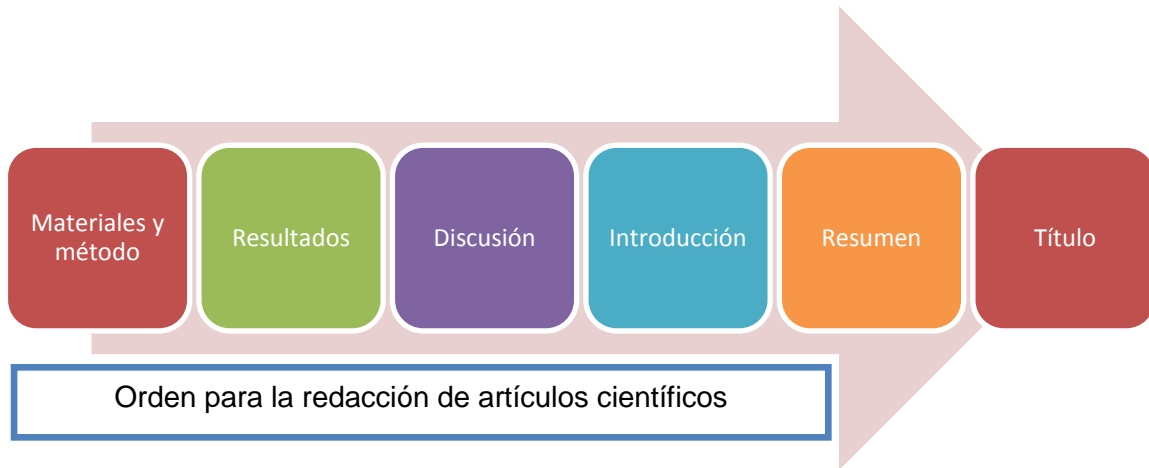 Materiales y
método
Resultados
Discusión
Introducción
Resumen
Título
Orden para la redacción de artículos científicos